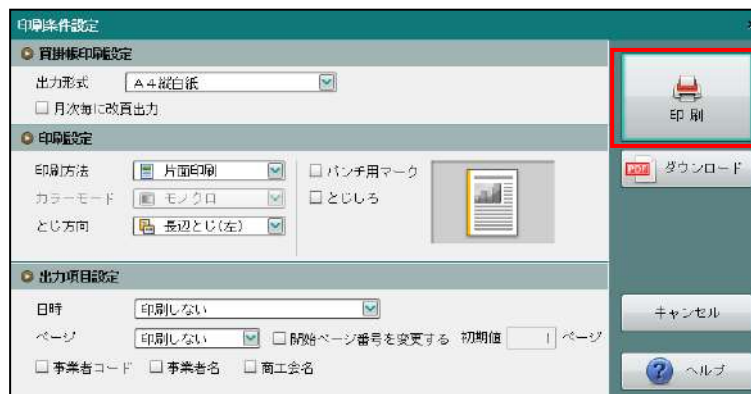 印刷条件設定
買掛帳印刷設定
出力形式 A4縦白紙
月次毎に改頁出力
印刷設定
印刷方法 片面印刷 パンチ用マーク
カラーモード モノクロ とじしろ
とじ方向 長辺とじ(左)
出力項目設定
日時 印刷しない
ページ 印刷しない 開始ページ番号を変更する 初期値 1 ページ
事業者コード 事業者名 商工会名
印刷
PDF ダウンロード
キャンセル
? ヘルプ